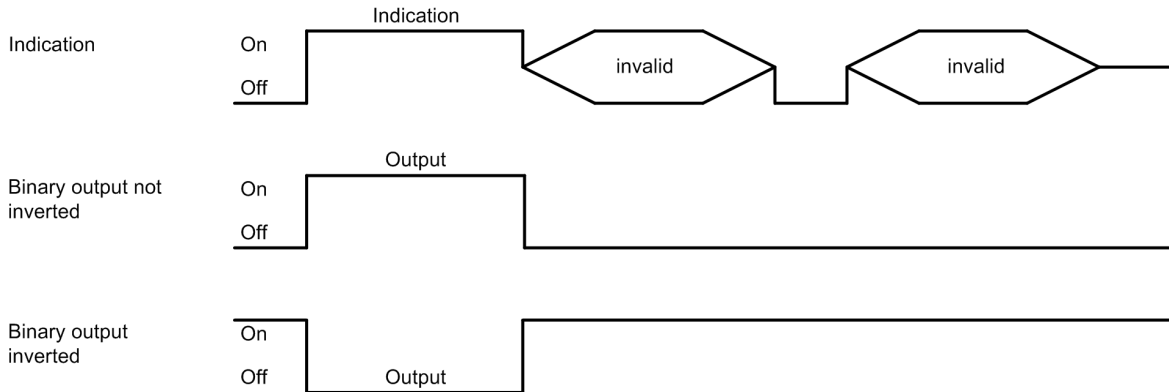 Indication
Indication
On
Off
invalid
invalid
Output
Binary output not
inverted
On
Off
Binary output
inverted
On
Off
Output